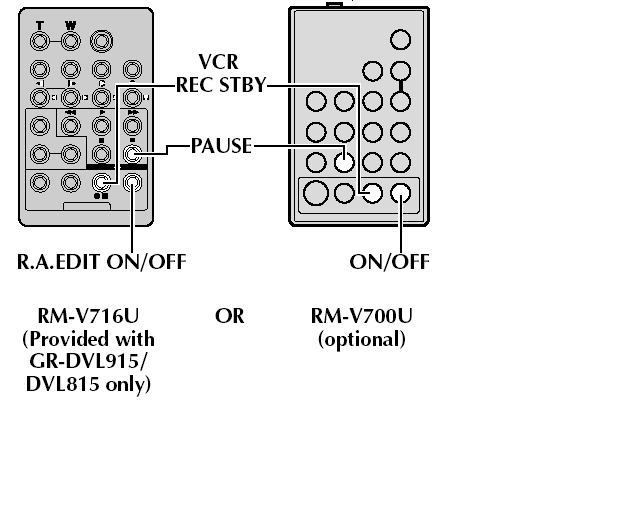 T W
VCR
REC STBY
PAUSE
R.A.EDIT ON/OFF
ON/OFF
RM-V716U
(Provided with
GR-DVL915/
DVL815 only)
OR
RM-V700U
(optional)